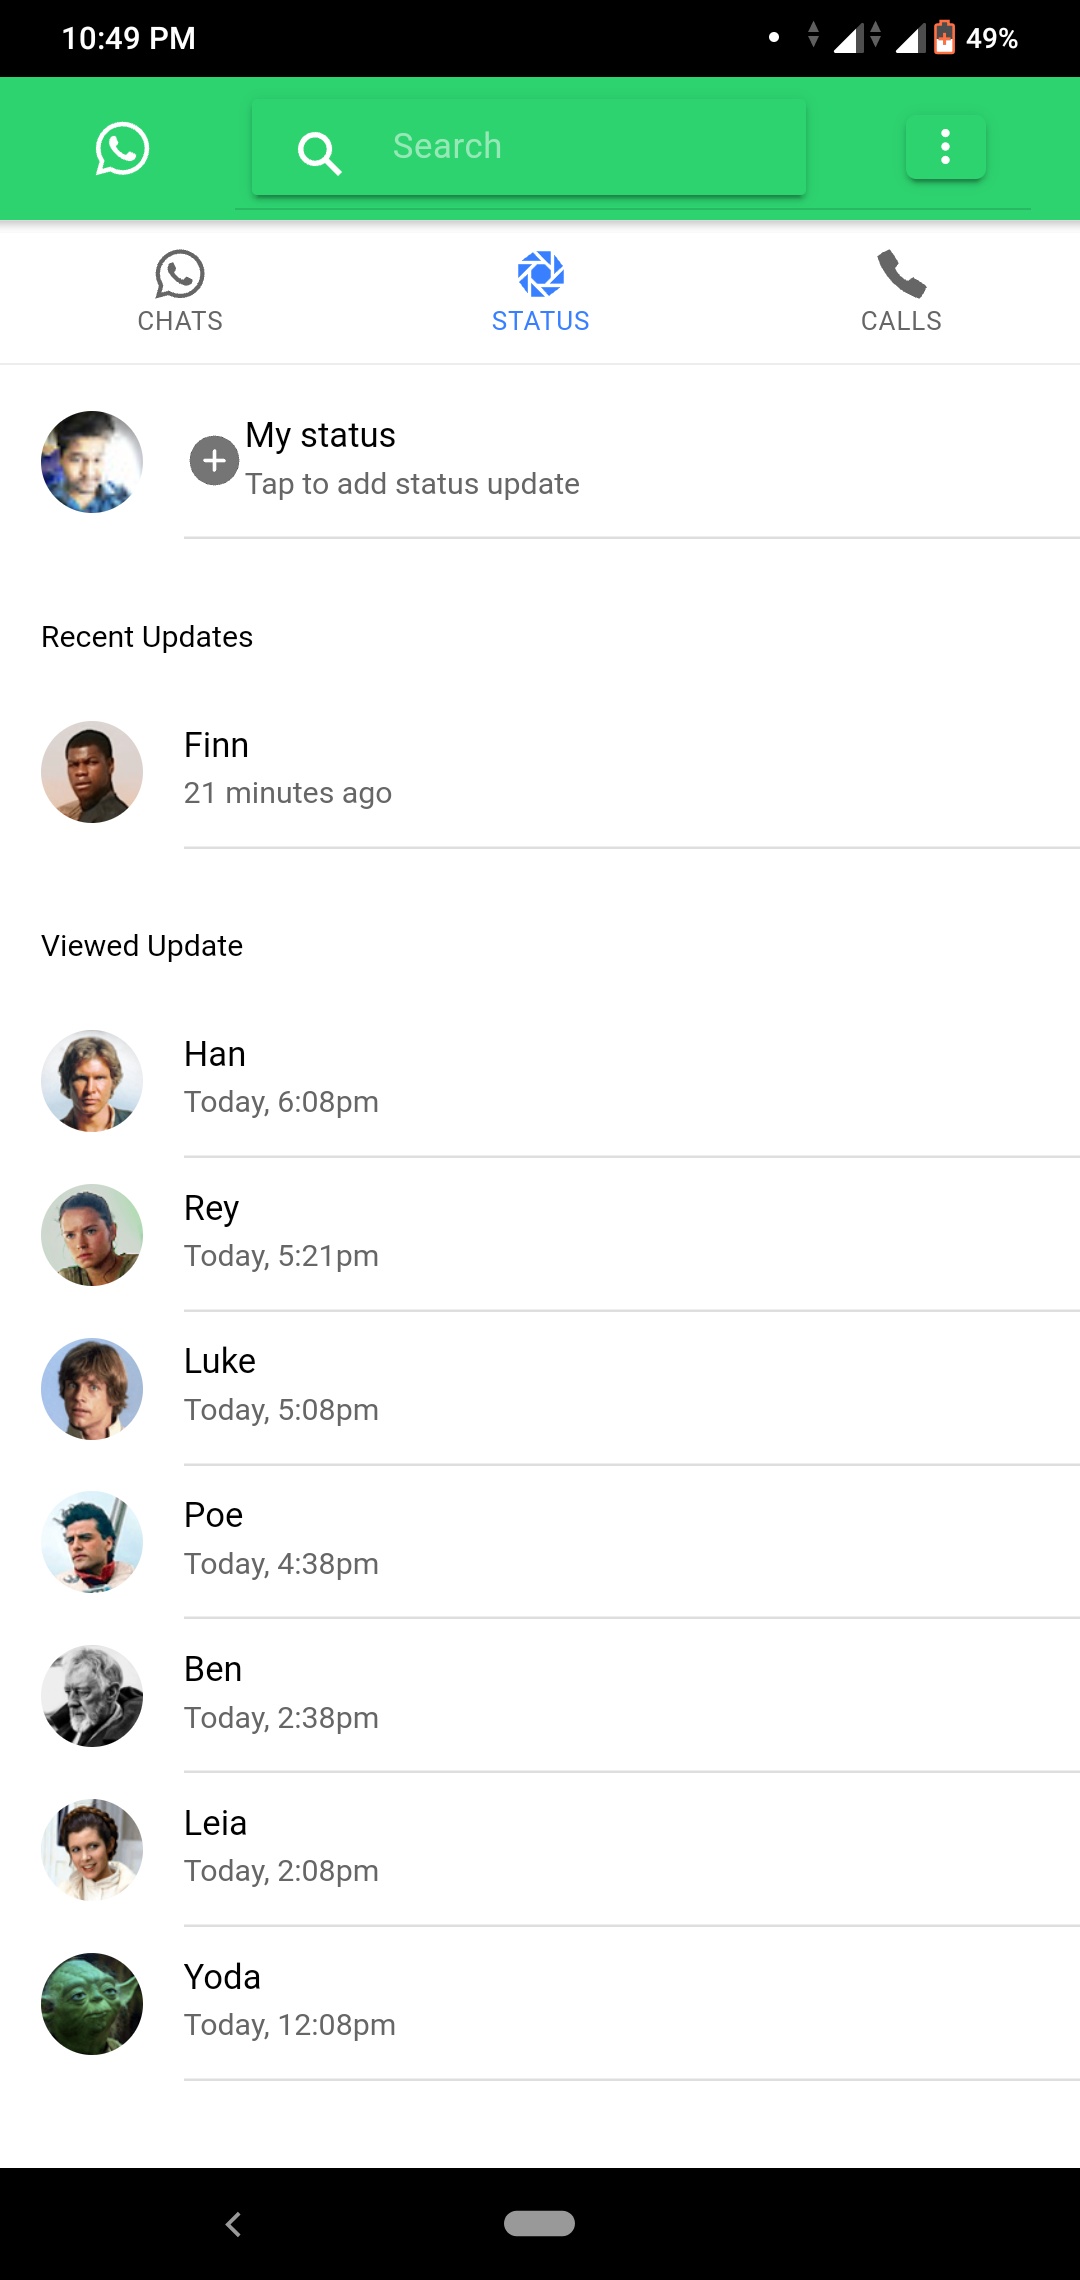 10:49 PM 49%
Search
CHATS STATUS CALLS
My status
Tap to add status update
Recent Updates
Finn
21 minutes ago
Viewed Update
Han
Today, 6:08pm
Rey
Today, 5:21pm
Luke
Today, 5:08pm
Poe
Today, 4:38pm
Ben
Today, 2:38pm
Leia
Today, 2:08pm
Yoda
Today, 12:08pm